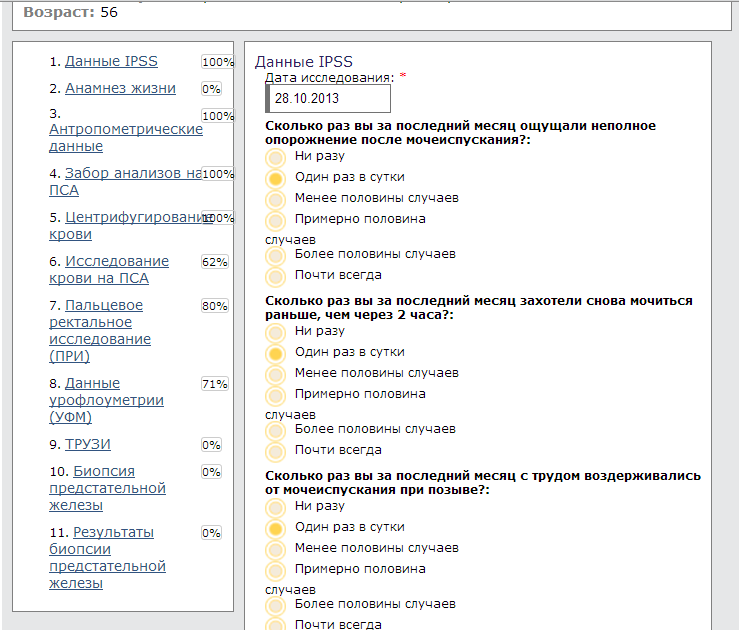 Возраст: 56
1. Данные IPSS 100%
2. Анамнез жизни 0%
3. 100%
Антропометрические
данные
4. Забор анализов на 100%
ПСА
5. Центрифугирование 100%
крови
6. Исследование 62%
крови на ПСА
7. Пальцевое 80%
ректальное
исследование
(ПРИ)
8. Данные 71%
урофлоуметрии
(УФМ)
9. ТРУЗИ 0%
10. Биопсия 0%
предстательной
железы
11. Результаты 0%
биопсии
предстательной
железы
Данные IPSS
Дата исследования: *
28.10.2013
Сколько раз вы за последний месяц ощущали неполное
опорожнение после мочеиспускания?:
Ни разу
Один раз в сутки
Менее половины случаев
Примерно половина
случаев
Более половины случаев
Почти всегда
Сколько раз вы за последний месяц захотели снова мочиться
раньше, чем через 2 часа?:
Ни разу
Один раз в сутки
Менее половины случаев
Примерно половина
случаев
Более половины случаев
Почти всегда
Сколько раз вы за последний месяц с трудом воздерживались
от мочеиспускания при позыве?:
Ни разу
Один раз в сутки
Менее половины случаев
Примерно половина
случаев
Более половины случаев
Почти всегда